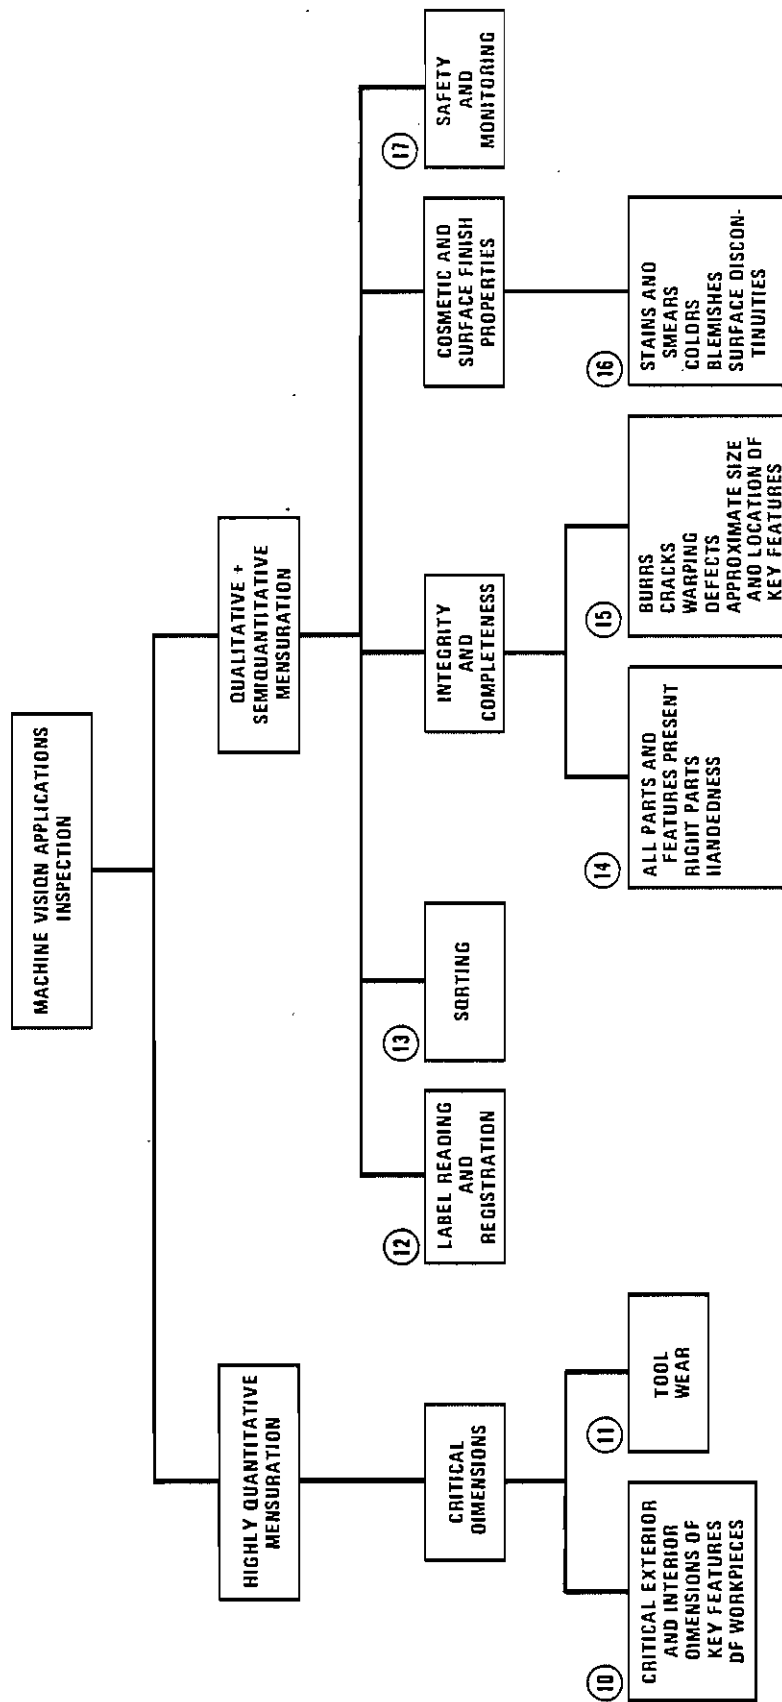 MACHINE VISION APPLICATIONS
INSPECTION
HIGHLY QUANTITATIVE
MENSURATION
QUALITATIVE +
SEMIQUANTITATIVE
MENSURATION
CRITICAL
DIMENSIONS
12
LABEL READING
AND
REGISTRATION
13
SORTING
INTEGRITY
AND
COMPLETENESS
COSMETIC AND
SURFACE FINISH
PROPERTIES
17
SAFETY
AND
MONITORING
10
CRITICAL EXTERIOR
AND INTERIOR
DIMENSIONS OF
KEY FEATURES
OF WORKPIECES
11
TOOL
WEAR
14
ALL PARTS AND
FEATURES PRESENT
RIGHT PARTS
HANDEDNESS
15
BURRS
CRACKS
WARPING
DEFECTS
APPROXIMATE SIZE
AND LOCATION OF
KEY FEATURES
16
STAINS AND
SMEARS
COLORS
BLEMISHES
SURFACE DISCON-
TINUITIES